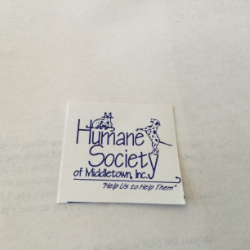 Humane
Society
of Middletown, Inc.
"Help Us to Help Them"